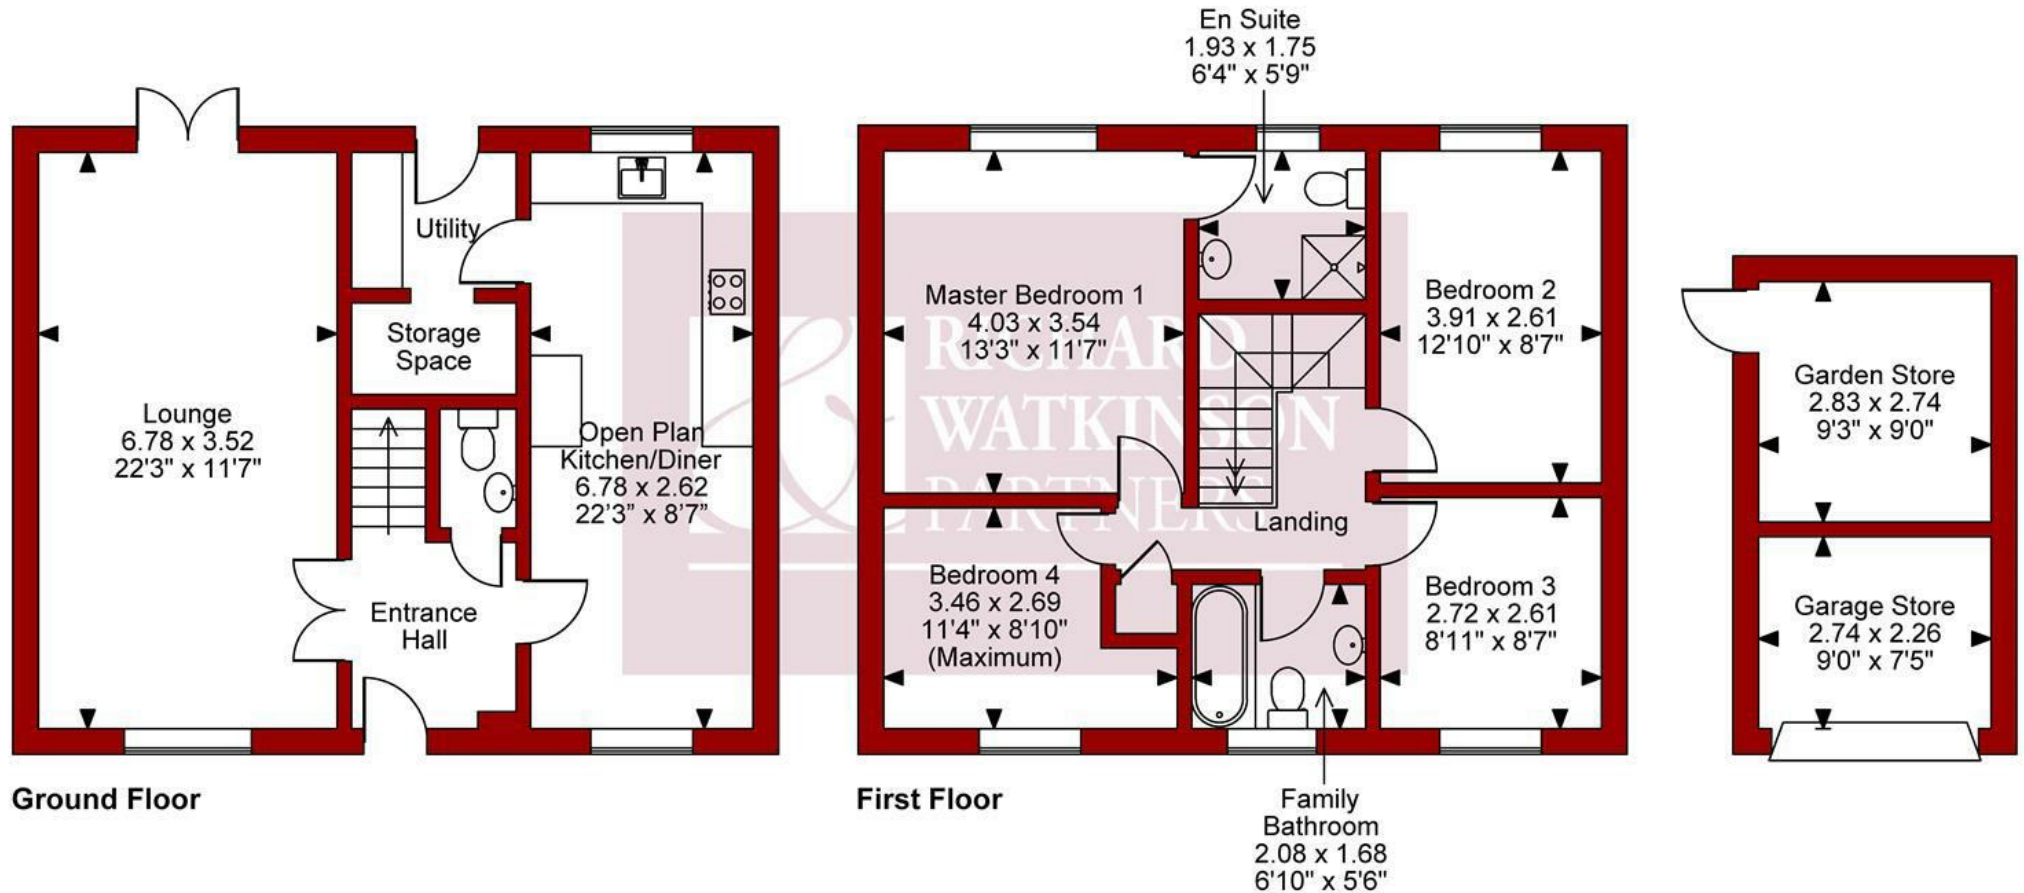 En Suite
1.93 x 1.75
6'4" x 5'9"
Utility
Storage
Space
Lounge
6.78 x 3.52
22'3" x 11'7"
Open Plan
Kitchen/Diner
6.78 x 2.62
22’3” x 8’7”
Entrance
Hall
Ground Floor
Master Bedroom 1
4.03 x 3.54
13'3" x 11'7"
Bedroom 2
3.91 x 2.61
12'10" x 8'7"
Landing
Bedroom 4
3.46 x 2.69
11'4" x 8'10"
(Maximum)
Bedroom 3
2.72 x 2.61
8'11" x 8'7"
First Floor
Family
Bathroom
2.08 x 1.68
6'10" x 5'6"
Garden Store
2.83 x 2.74
9'3" x 9'0"
Garage Store
2.74 x 2.26
9'0" x 7'5"
RICHARD
WATKINSON
PARTNERS